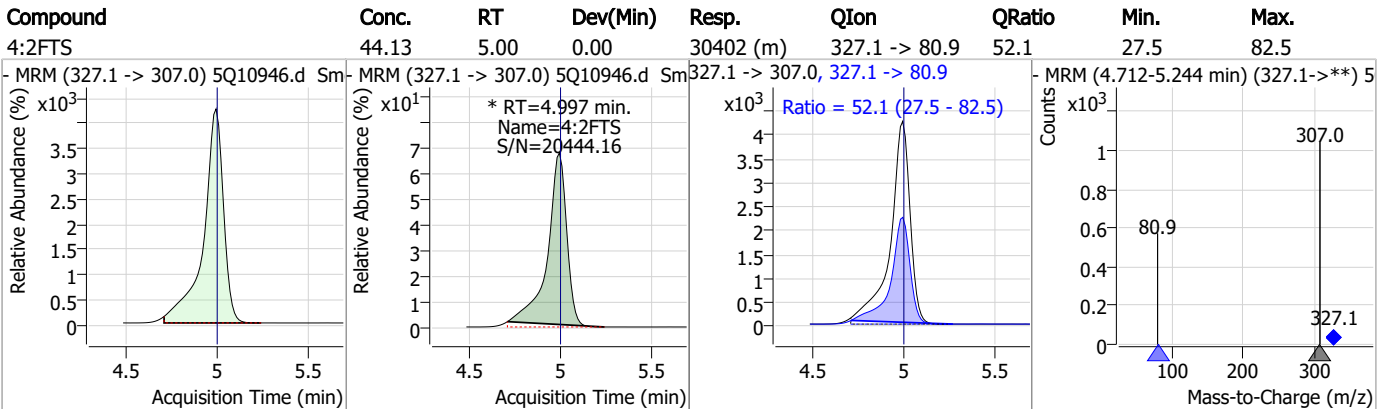 Compound Conc. RT Dev(Min) Resp. QIon QRatio Min. Max.
4:2FTS 44.13 5.00 0.00 30402 (m) 327.1 -> 80.9 52.1 27.5 82.5
- MRM (327.1 -> 307.0) 5Q10946.d Sm
x10³
3.5
3
2.5
2
1.5
1
0.5
0
Relative Abundance (%)
4.5 5 5.5
Acquisition Time (min)
- MRM (327.1 -> 307.0) 5Q10946.d Sm
x10¹
* RT=4.997 min.
Name=4:2FTS
S/N=20444.16
7
6
5
4
3
2
1
0
Relative Abundance (%)
4.5 5 5.5
Acquisition Time (min)
327.1 -> 307.0, 327.1 -> 80.9
x10³
Ratio = 52.1 (27.5 - 82.5)
4
3.5
3
2.5
2
1.5
1
0.5
0
4.5 5 5.5
Acquisition Time (min)
- MRM (4.712-5.244 min) (327.1->**) 5
x10³
Counts
307.0
1
0.8
80.9
0.6
0.4
0.2
327.1
0
100 200 300
Mass-to-Charge (m/z)